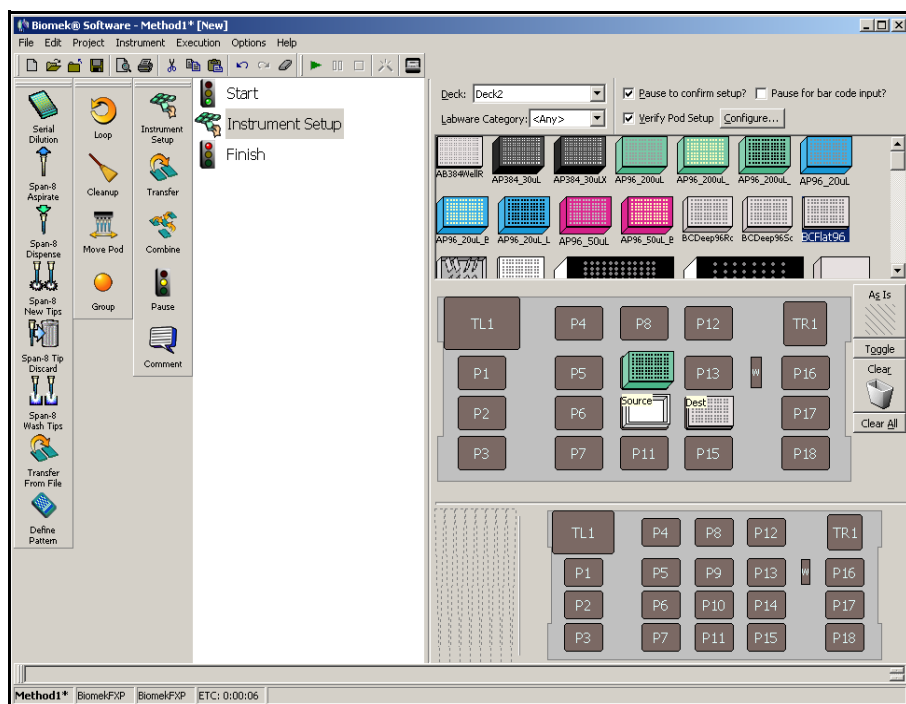 Biomek® Software - Method1* [New]
File Edit Project Instrument Execution Options Help
Serial
Dilution
Span-8
Aspirate
Span-8
Dispense
Span-8
New Tips
Span-8 Tip
Discard
Span-8
Wash Tips
Transfer
From File
Define
Pattern
Loop
Cleanup
Move Pod
Group
Instrument
Setup
Transfer
Combine
Pause
Comment
Start
Instrument Setup
Finish
Deck: Deck2
Pause to confirm setup? Pause for bar code input?
Labware Category: <Any>
Verify Pod Setup Configure...
AB384WellR AP384_30uL AP384_30uLX AP96_200uL AP96_200uL_ AP96_200uL_ AP96_20uL
AP96_20uL_B AP96_20uL_L AP96_50uL AP96_50uL_B BCDeep96Rc BCDeep96Sc BCFlat96
TL1 P4 P8 P12 TR1
P1 P5 P13 W P16
P2 P6 Source Dest P17
P3 P7 P11 P15 P18
As Is
Toggle
Clear
Clear All
TL1 P4 P8 P12 TR1
P1 P5 P9 P13 W P16
P2 P6 P10 P14 P17
P3 P7 P11 P15 P18
Method1* BiomekFXP BiomekFXP ETC: 0:00:06